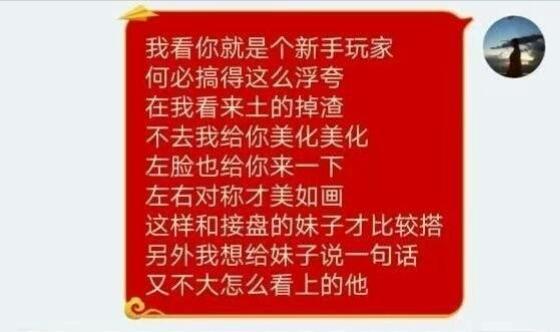 我看你就是个新手玩家
何必搞得这么浮夸
在我看来土的掉渣
不去我给你美化美化
左脸也给你来一下
左右对称才美如画
这样和接盘的妹子才比较搭
另外我想给妹子说一句话
又不大怎么看上的他